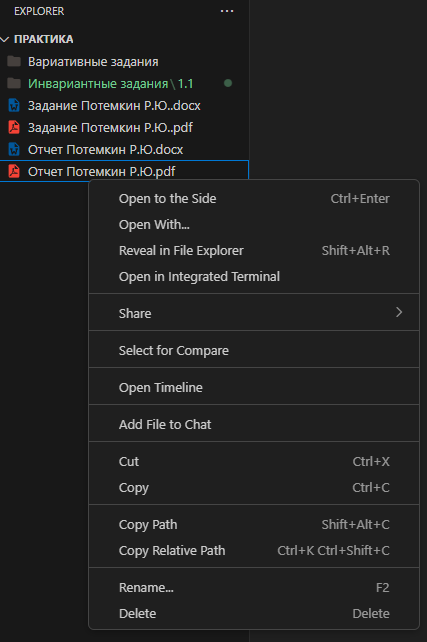 EXPLORER ...
ПРАКТИКА
Вариативные задания
Инвариантные задания \ 1.1
Задание Потемкин Р.Ю..docx
Задание Потемкин Р.Ю..pdf
Отчет Потемкин Р.Ю.docx
Отчет Потемкин Р.Ю.pdf
Open to the Side Ctrl+Enter
Open With...
Reveal in File Explorer Shift+Alt+R
Open in Integrated Terminal
Share
Select for Compare
Open Timeline
Add File to Chat
Cut Ctrl+X
Copy Ctrl+C
Copy Path Shift+Alt+C
Copy Relative Path Ctrl+K Ctrl+Shift+C
Rename... F2
Delete Delete